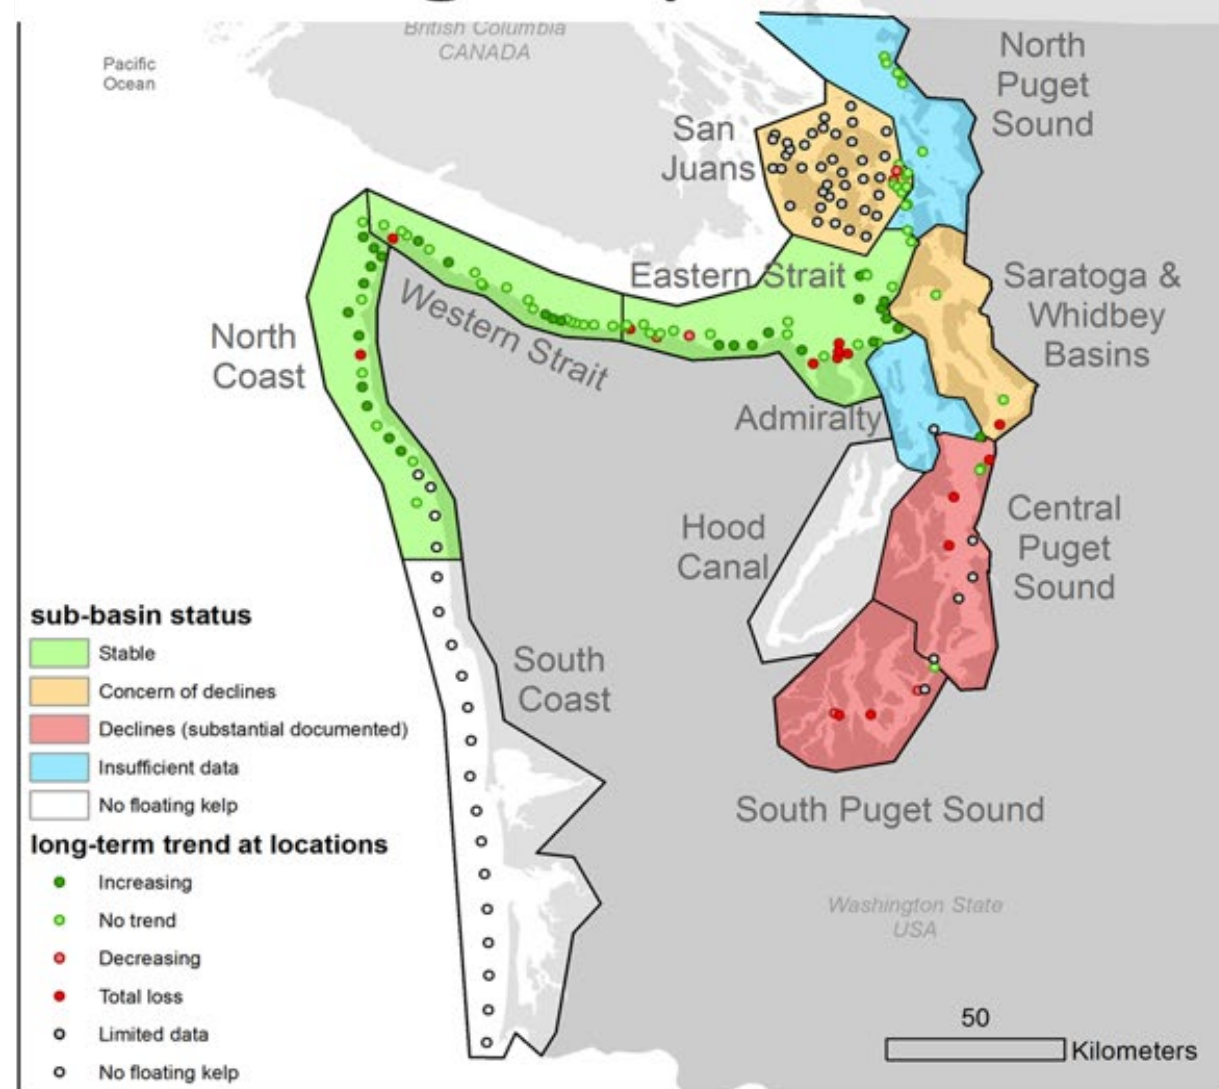 British Columbia
CANADA
Pacific
Ocean
North
Puget
Sound
San
Juans
Eastern Strait
Saratoga &
Whidbey
Basins
Western Strait
North
Coast
Admiralty
Hood
Canal
Central
Puget
Sound
South
Coast
South Puget Sound
Washington State
USA
sub-basin status
Stable
Concern of declines
Declines (substantial documented)
Insufficient data
No floating kelp
long-term trend at locations
Increasing
No trend
Decreasing
Total loss
Limited data
No floating kelp
50
Kilometers